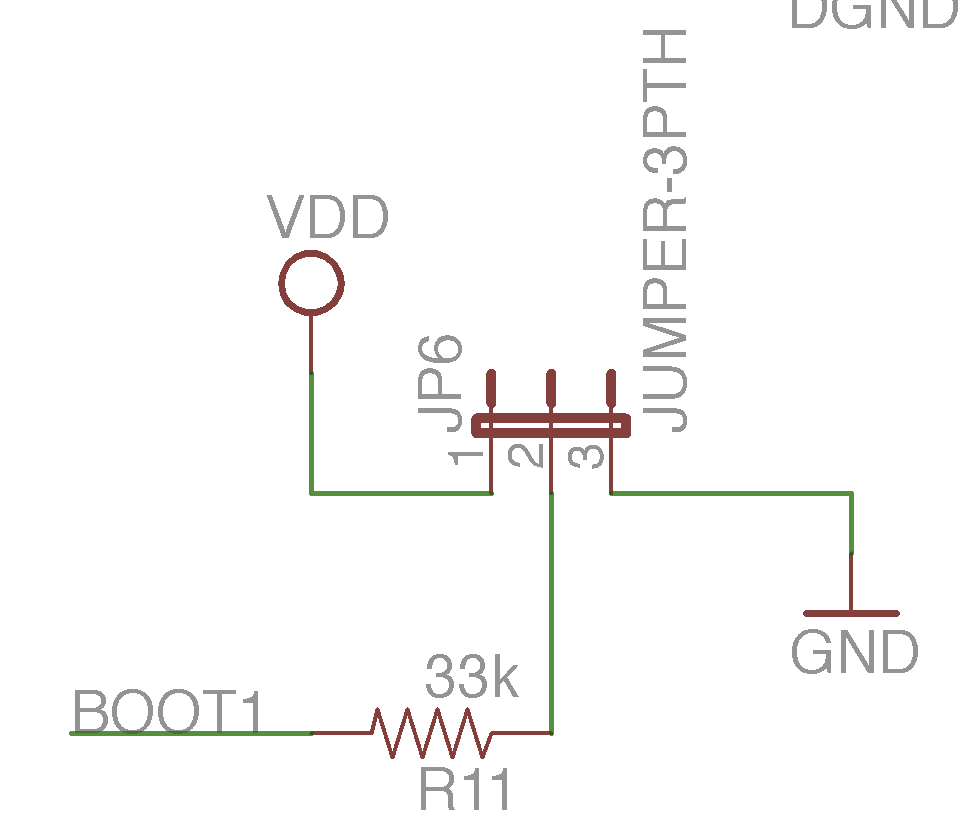 DGND
JUMPER-3PTH
VDD
JP6
1
2
3
GND
33k
BOOT1
R11